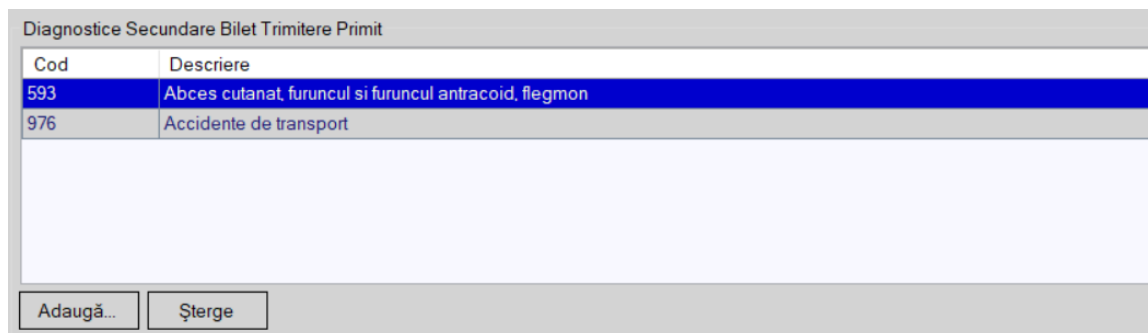 Diagnostice Secundare Bilet Trimitere Primit
Cod Descriere
593 Abces cutanat, furuncul si furuncul antracoid, flegmon
976 Accidente de transport
Adaugă... Şterge